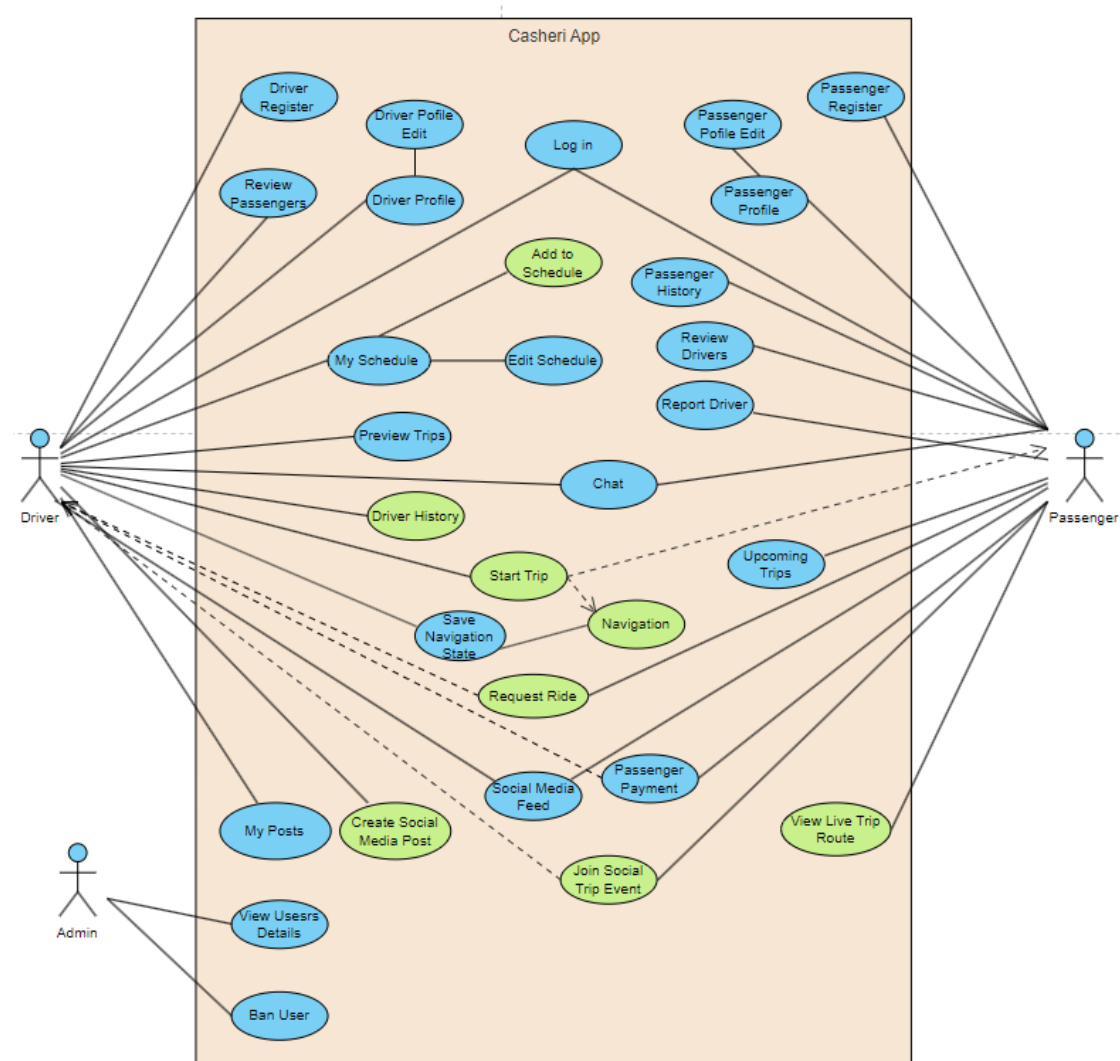 Casheri App
Driver
Register
Driver Pofile
Edit
Log in
Passenger
Pofile Edit
Passenger
Register
Review
Passengers
Driver Profile
Passenger
Profile
Add to
Schedule
Passenger
History
My Schedule
Edit Schedule
Review
Drivers
Report Driver
Preview Trips
Chat
Driver
Passenger
Driver History
Start Trip
Upcoming
Trips
Save
Navigation
State
Navigation
Request Ride
Social Media
Feed
Passenger
Payment
My Posts
Create Social
Media Post
View Live Trip
Route
Join Social
Trip Event
Admin
View Usesrs
Details
Ban User